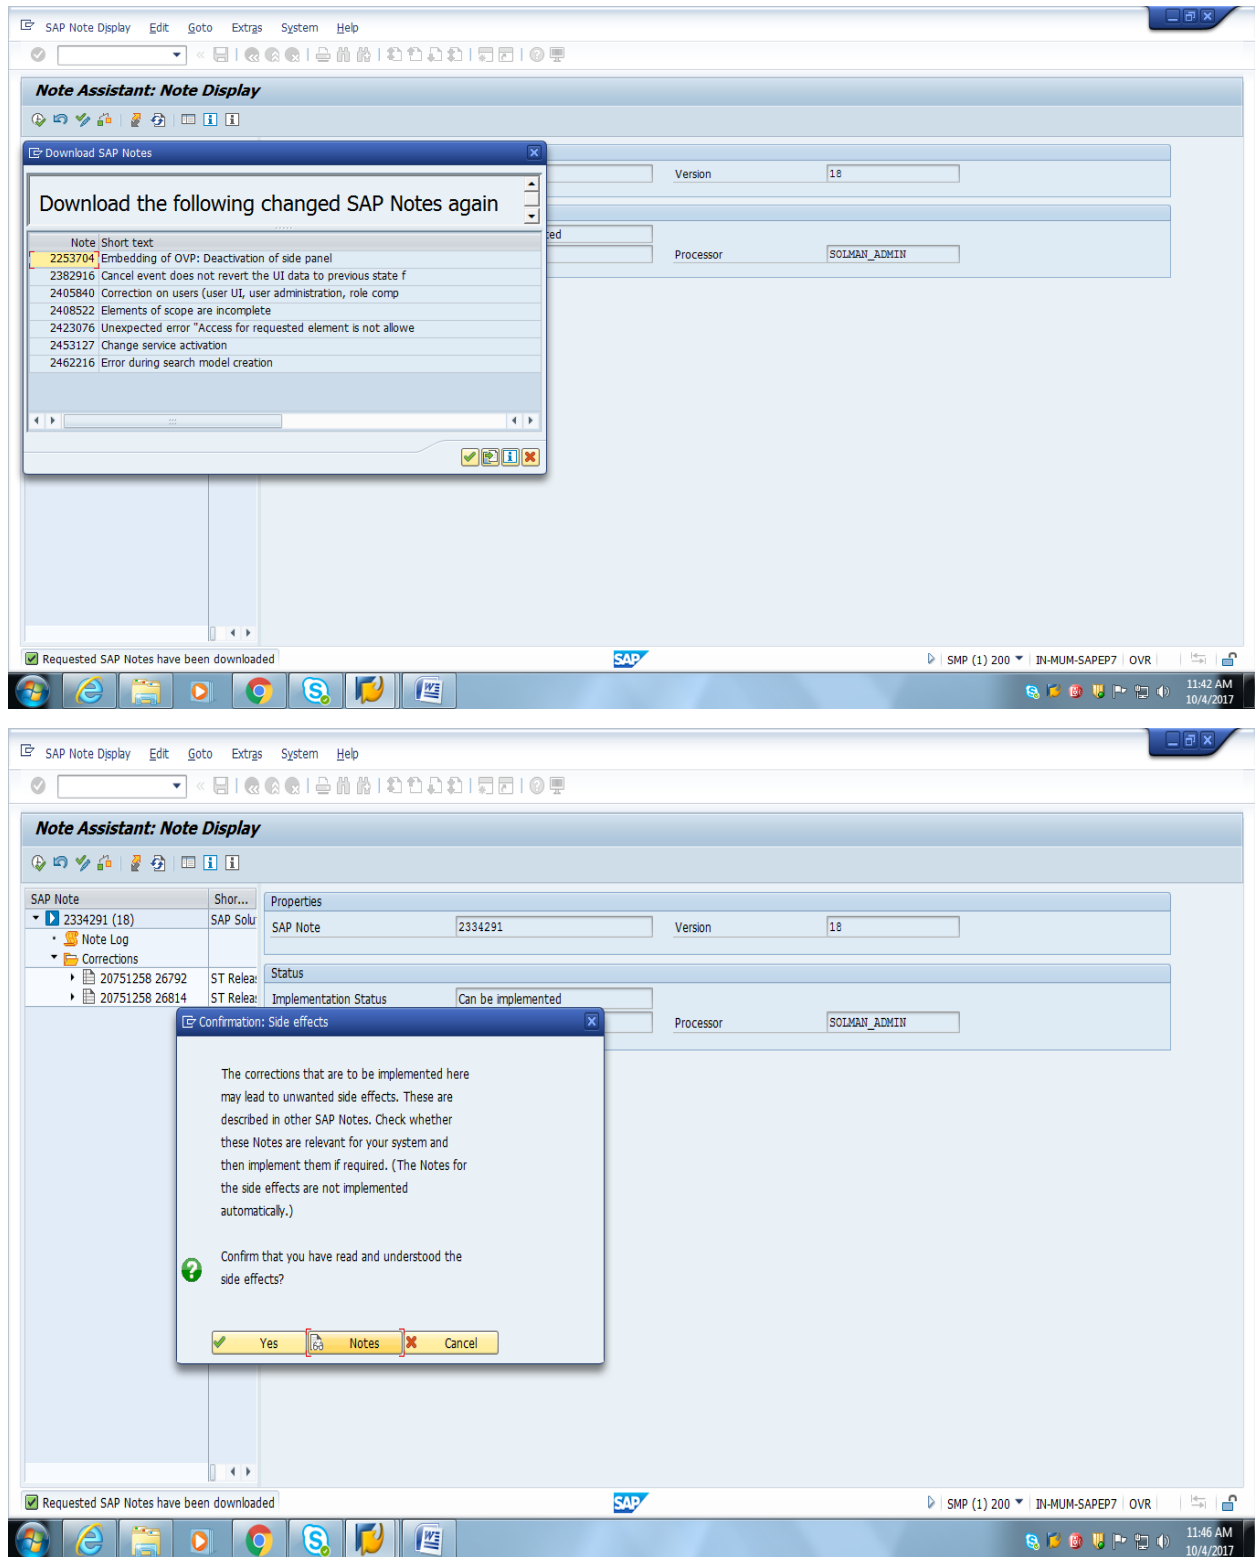 SAP Note Display Edit Goto Extras System Help
Note Assistant: Note Display
Download SAP Notes
Download the following changed SAP Notes again
Note Short text
2253704 Embedding of OVP: Deactivation of side panel
2382916 Cancel event does not revert the UI data to previous state f
2405840 Correction on users (user UI, user administration, role comp
2408522 Elements of scope are incomplete
2423076 Unexpected error "Access for requested element is not allowe
2453127 Change service activation
2462216 Error during search model creation
Version 18
ted
Processor SOLMAN_ADMIN
Requested SAP Notes have been downloaded
SAP
SMP (1) 200 IN-MUM-SAPEP7 OVR
11:42 AM
10/4/2017
SAP Note Display Edit Goto Extras System Help
Note Assistant: Note Display
SAP Note Shor...
2334291 (18) SAP Solu
Note Log
Corrections
20751258 26792 ST Releas
20751258 26814 ST Releas
Properties
SAP Note 2334291 Version 18
Status
Implementation Status Can be implemented
Processor SOLMAN_ADMIN
Confirmation: Side effects
The corrections that are to be implemented here
may lead to unwanted side effects. These are
described in other SAP Notes. Check whether
these Notes are relevant for your system and
then implement them if required. (The Notes for
the side effects are not implemented
automatically.)
Confirm that you have read and understood the
side effects?
Yes Notes Cancel
Requested SAP Notes have been downloaded
SAP
SMP (1) 200 IN-MUM-SAPEP7 OVR
11:46 AM
10/4/2017